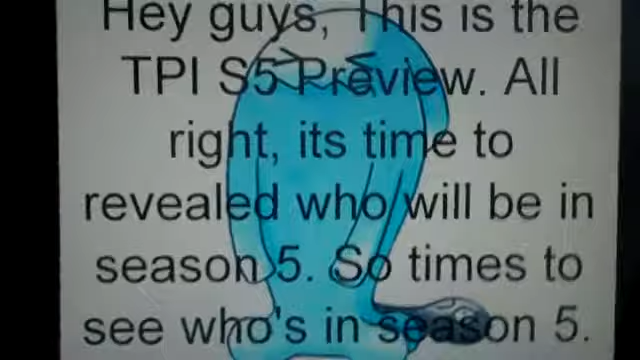 Hey guys, This is the
TPI S5 Preview. All
right, its time to
revealed who will be in
season 5. So times to
see who's in season 5.